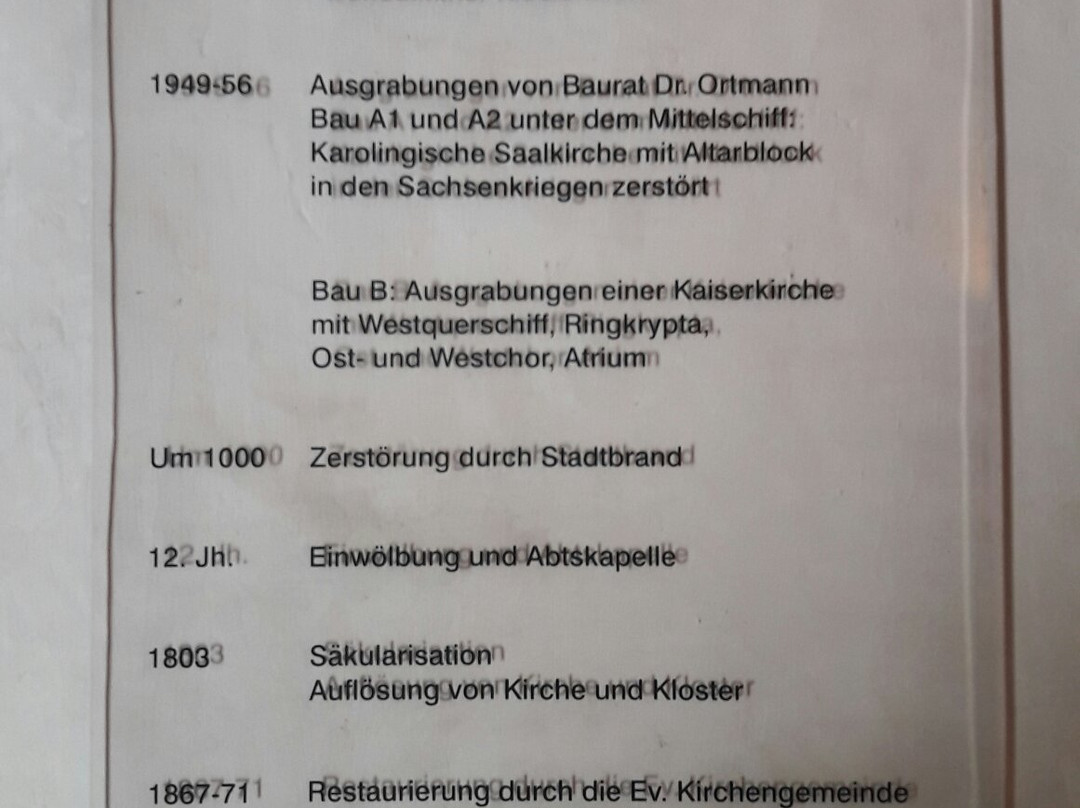 1949-56 Ausgrabungen von Baurat Dr. Ortmann
Bau A1 und A2 unter dem Mittelschiff:
Karolingische Saalkirche mit Altarblock
in den Sachsenkriegen zerstört
Bau B: Ausgrabungen einer Kaiserkirche
mit Westquerschiff, Ringkrypta,
Ost- und Westchor, Atrium
Um 1000 Zerstörung durch Stadtbrand
12. Jh. Einwölbung und Abtskapelle
1803 Säkularisation
Auflösung von Kirche und Kloster
1867-71 Restaurierung durch die Ev. Kirchengemeinde